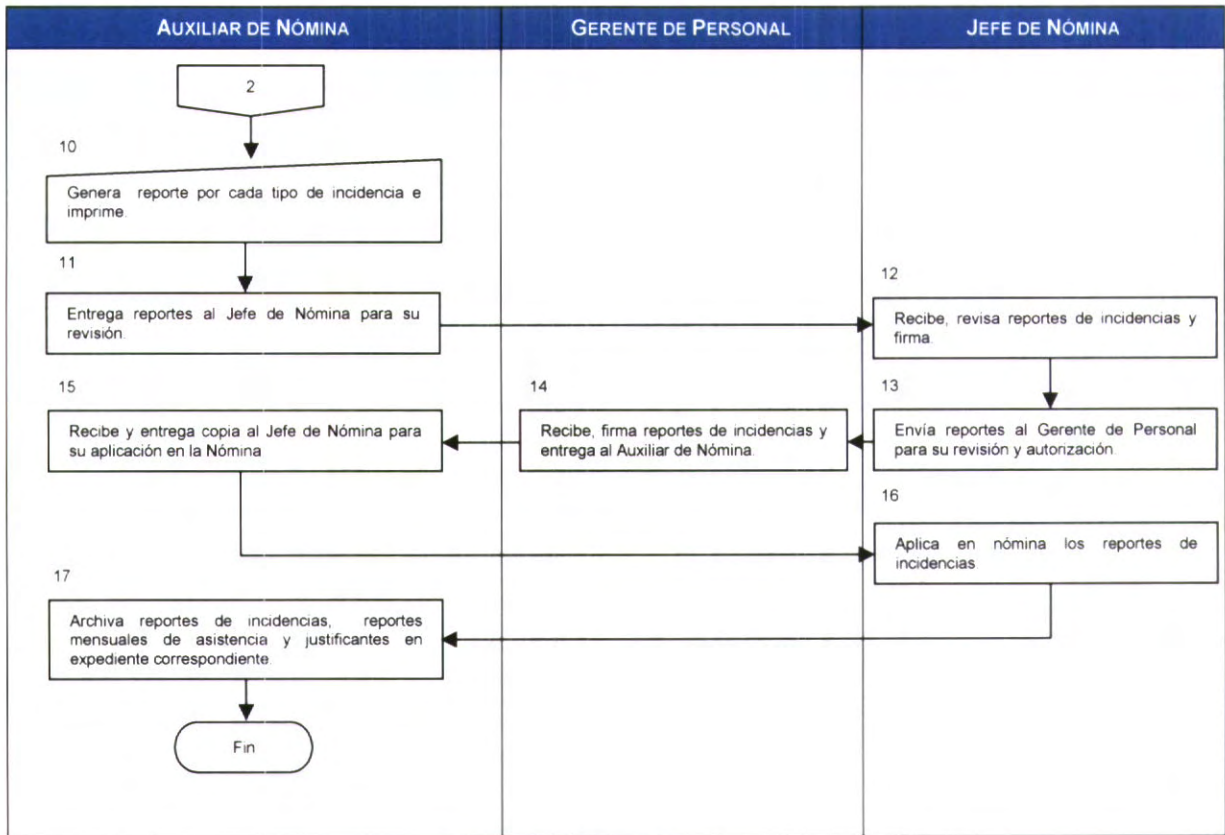 AUXILIAR DE NÓMINA
GERENTE DE PERSONAL
JEFE DE NÓMINA
2
10
Genera reporte por cada tipo de incidencia e
imprime.
11
Entrega reportes al Jefe de Nómina para su
revisión.
12
Recibe, revisa reportes de incidencias y
firma.
13
Envía reportes al Gerente de Personal
para su revisión y autorización.
14
Recibe, firma reportes de incidencias y
entrega al Auxiliar de Nómina.
15
Recibe y entrega copia al Jefe de Nómina para
su aplicación en la Nómina
16
Aplica en nómina los reportes de
incidencias
17
Archiva reportes de incidencias, reportes
mensuales de asistencia y justificantes en
expediente correspondiente.
Fin